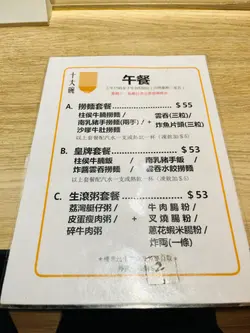 十大碗
午餐
A. 撈麵套餐 $ 55
柱侯牛腩撈麵 / 雲吞(三粒) /
南乳豬手撈麵(兩手) / + 炸魚片頭(三粒)
沙嗲牛肚撈麵
B. 皇牌套餐 $ 53
柱侯牛腩飯 / 南乳豬手飯 /
炸醬雲吞撈麵 雲吞水餃撈麵
C. 生滾粥套餐 $ 53
荔灣艇仔粥 / 牛肉腸粉 /
皮蛋瘦肉粥 / + 叉燒腸粉 /
碎牛肉粥 蔥花蝦米腸粉 /
炸両(一條)